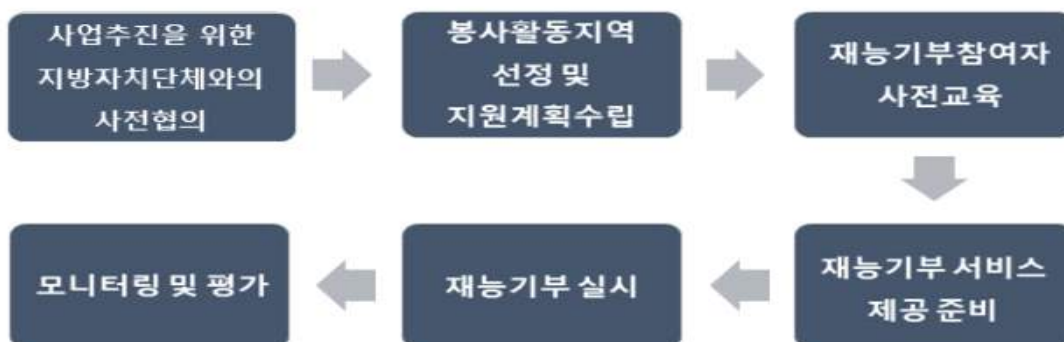 사업추진을 위한
지방자치단체와의
사전협의
봉사활동지역
선정 및
지원계획수립
재능기부참여자
사전교육
재능기부 서비스
제공 준비
재능기부 실시
모니터링 및 평가